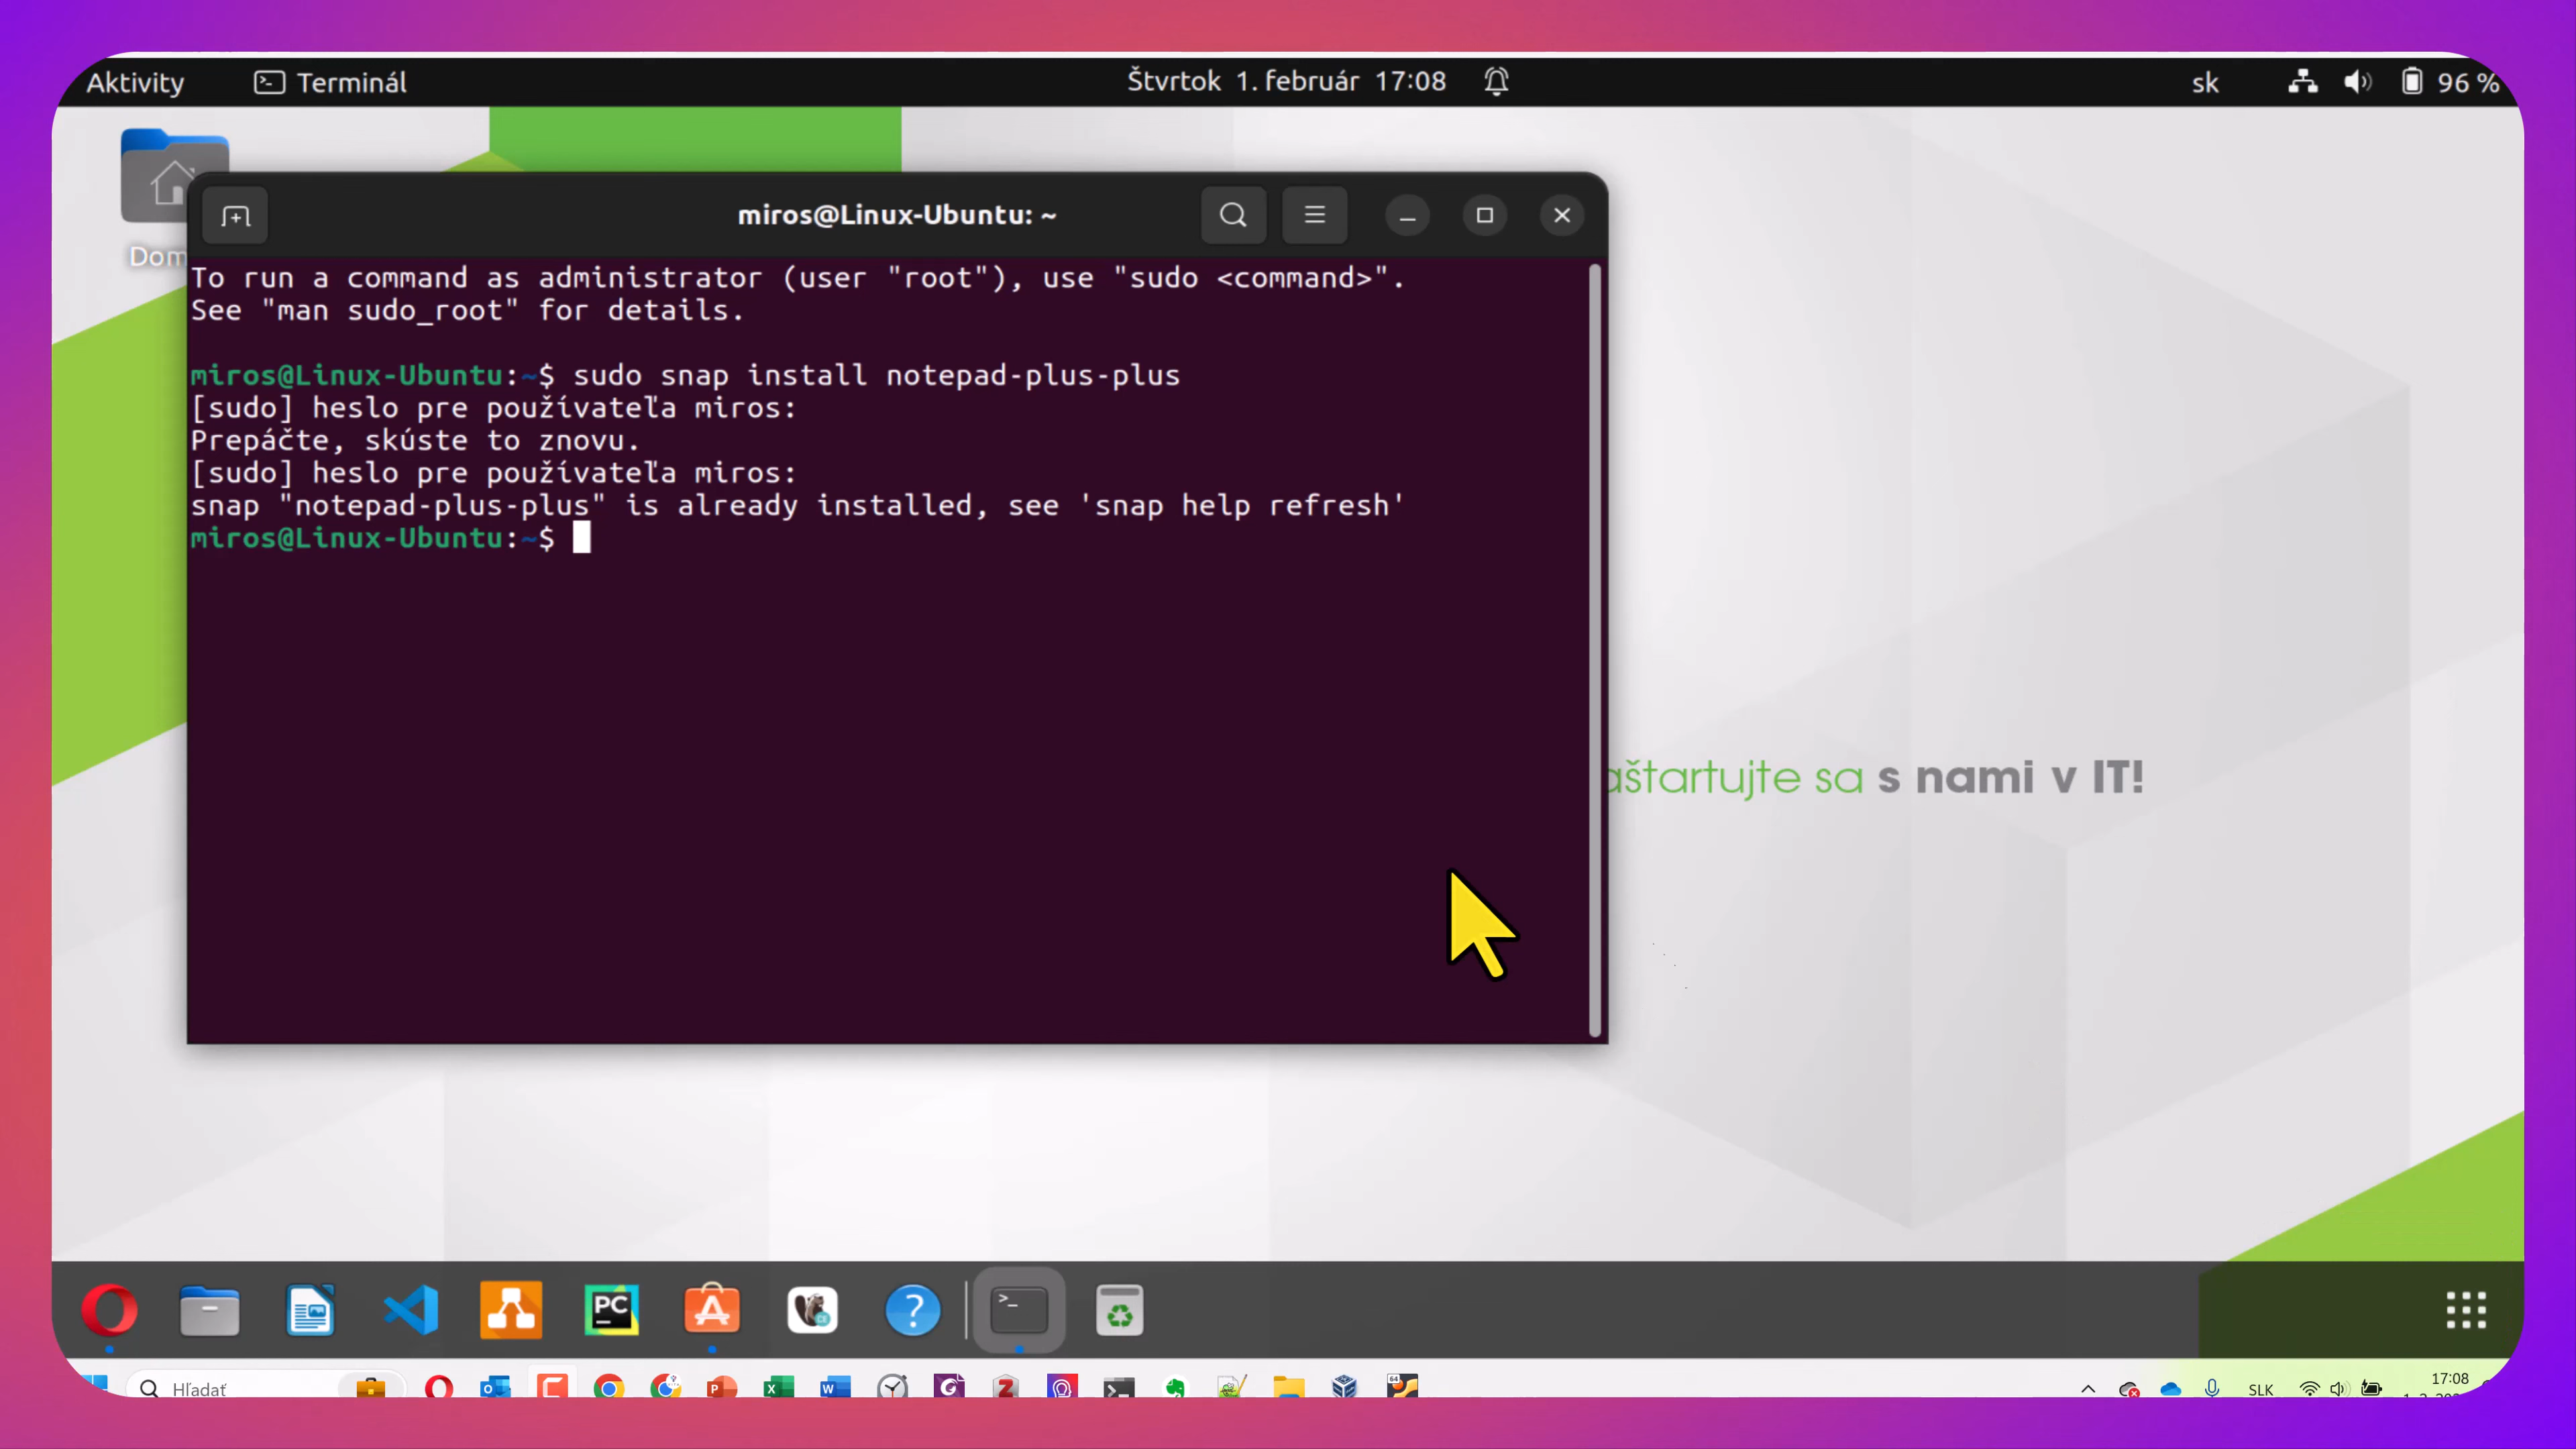 Aktivity
Terminál
Štvrtok 1. február 17:08
sk
96 %
miros@Linux-Ubuntu: ~
To run a command as administrator (user "root"), use "sudo <command>".
See "man sudo_root" for details.
miros@Linux-Ubuntu:~$ sudo snap install notepad-plus-plus
[sudo] heslo pre používateľa miros:
Prepáčte, skúste to znovu.
[sudo] heslo pre používateľa miros:
snap "notepad-plus-plus" is already installed, see 'snap help refresh'
miros@Linux-Ubuntu:~$
Dom
aštartujte sa s nami v IT!
PC
Hľadať
SLK
17:08